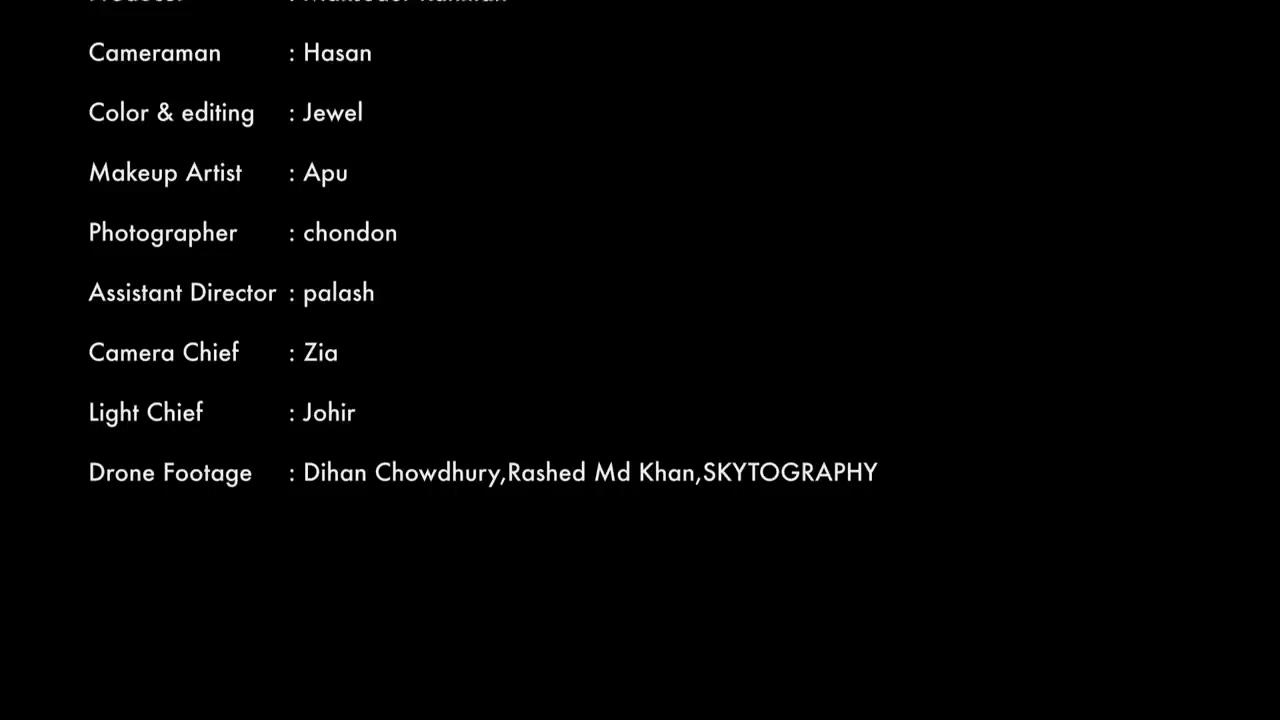 Cameraman : Hasan
Color & editing : Jewel
Makeup Artist : Apu
Photographer : chondon
Assistant Director : palash
Camera Chief : Zia
Light Chief : Johir
Drone Footage : Dihan Chowdhury,Rashed Md Khan,SKYTOGRAPHY